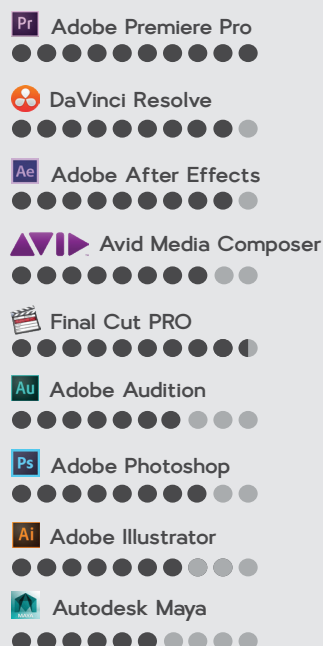 Pr Adobe Premiere Pro
DaVinci Resolve
Ae Adobe After Effects
AVID Avid Media Composer
Final Cut PRO
Au Adobe Audition
Ps Adobe Photoshop
Ai Adobe Illustrator
MAYA Autodesk Maya